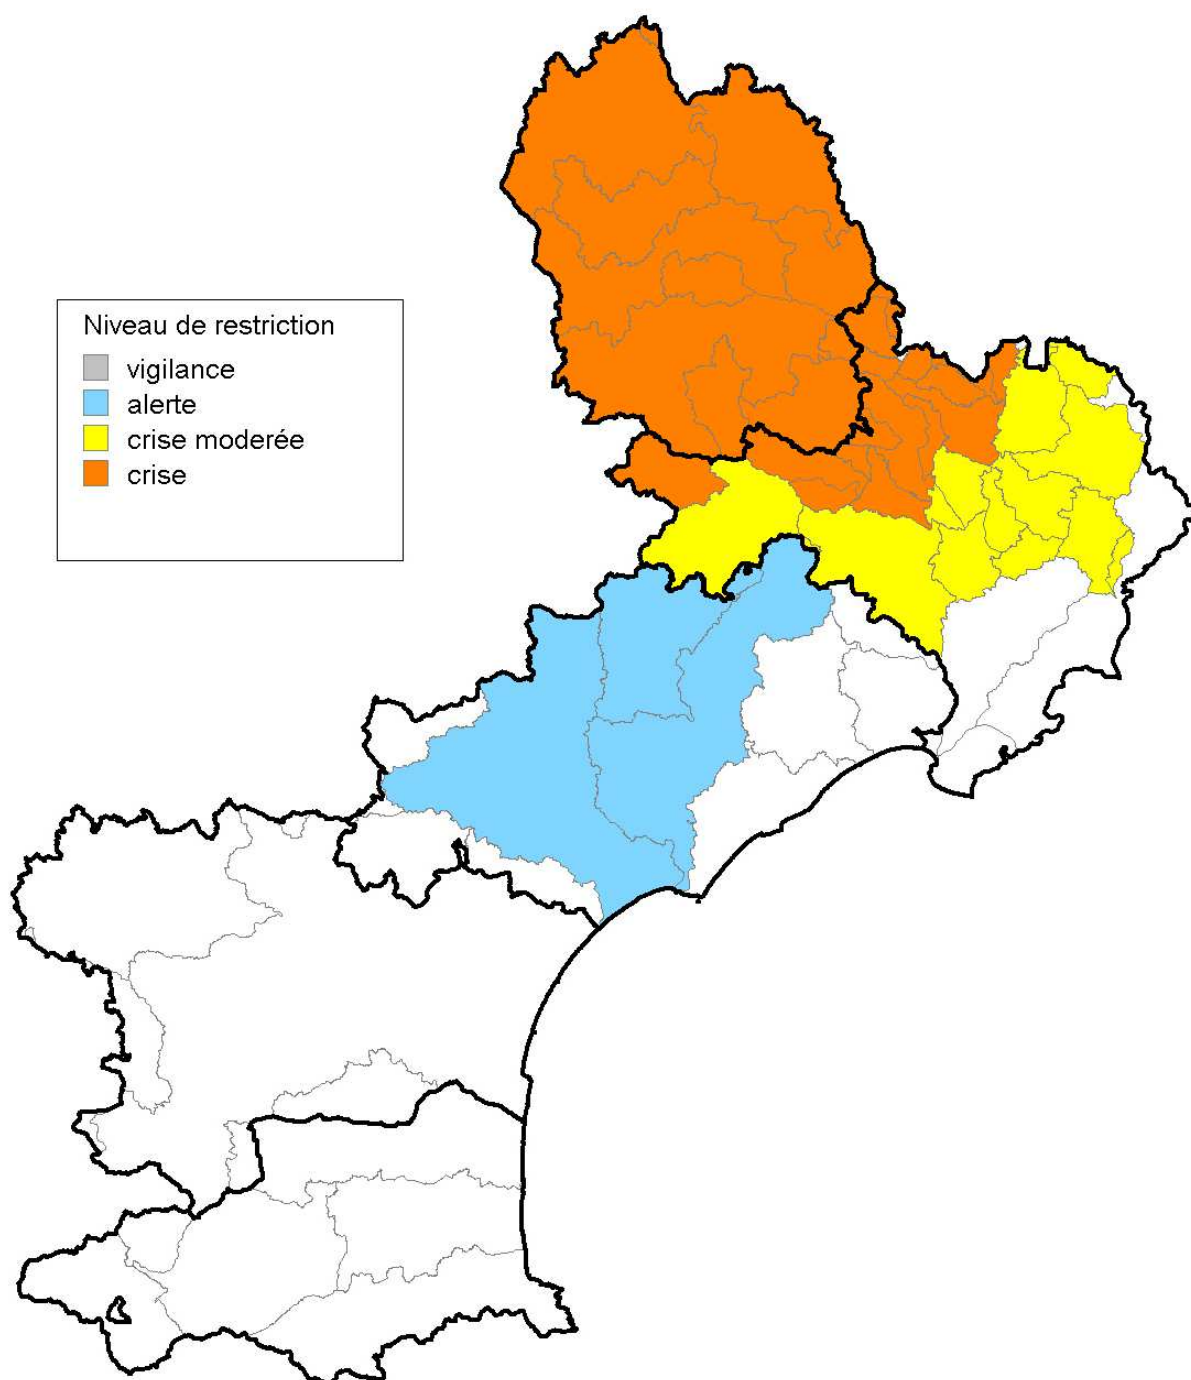 Niveau de restriction
vigilance
alerte
crise moderée
crise